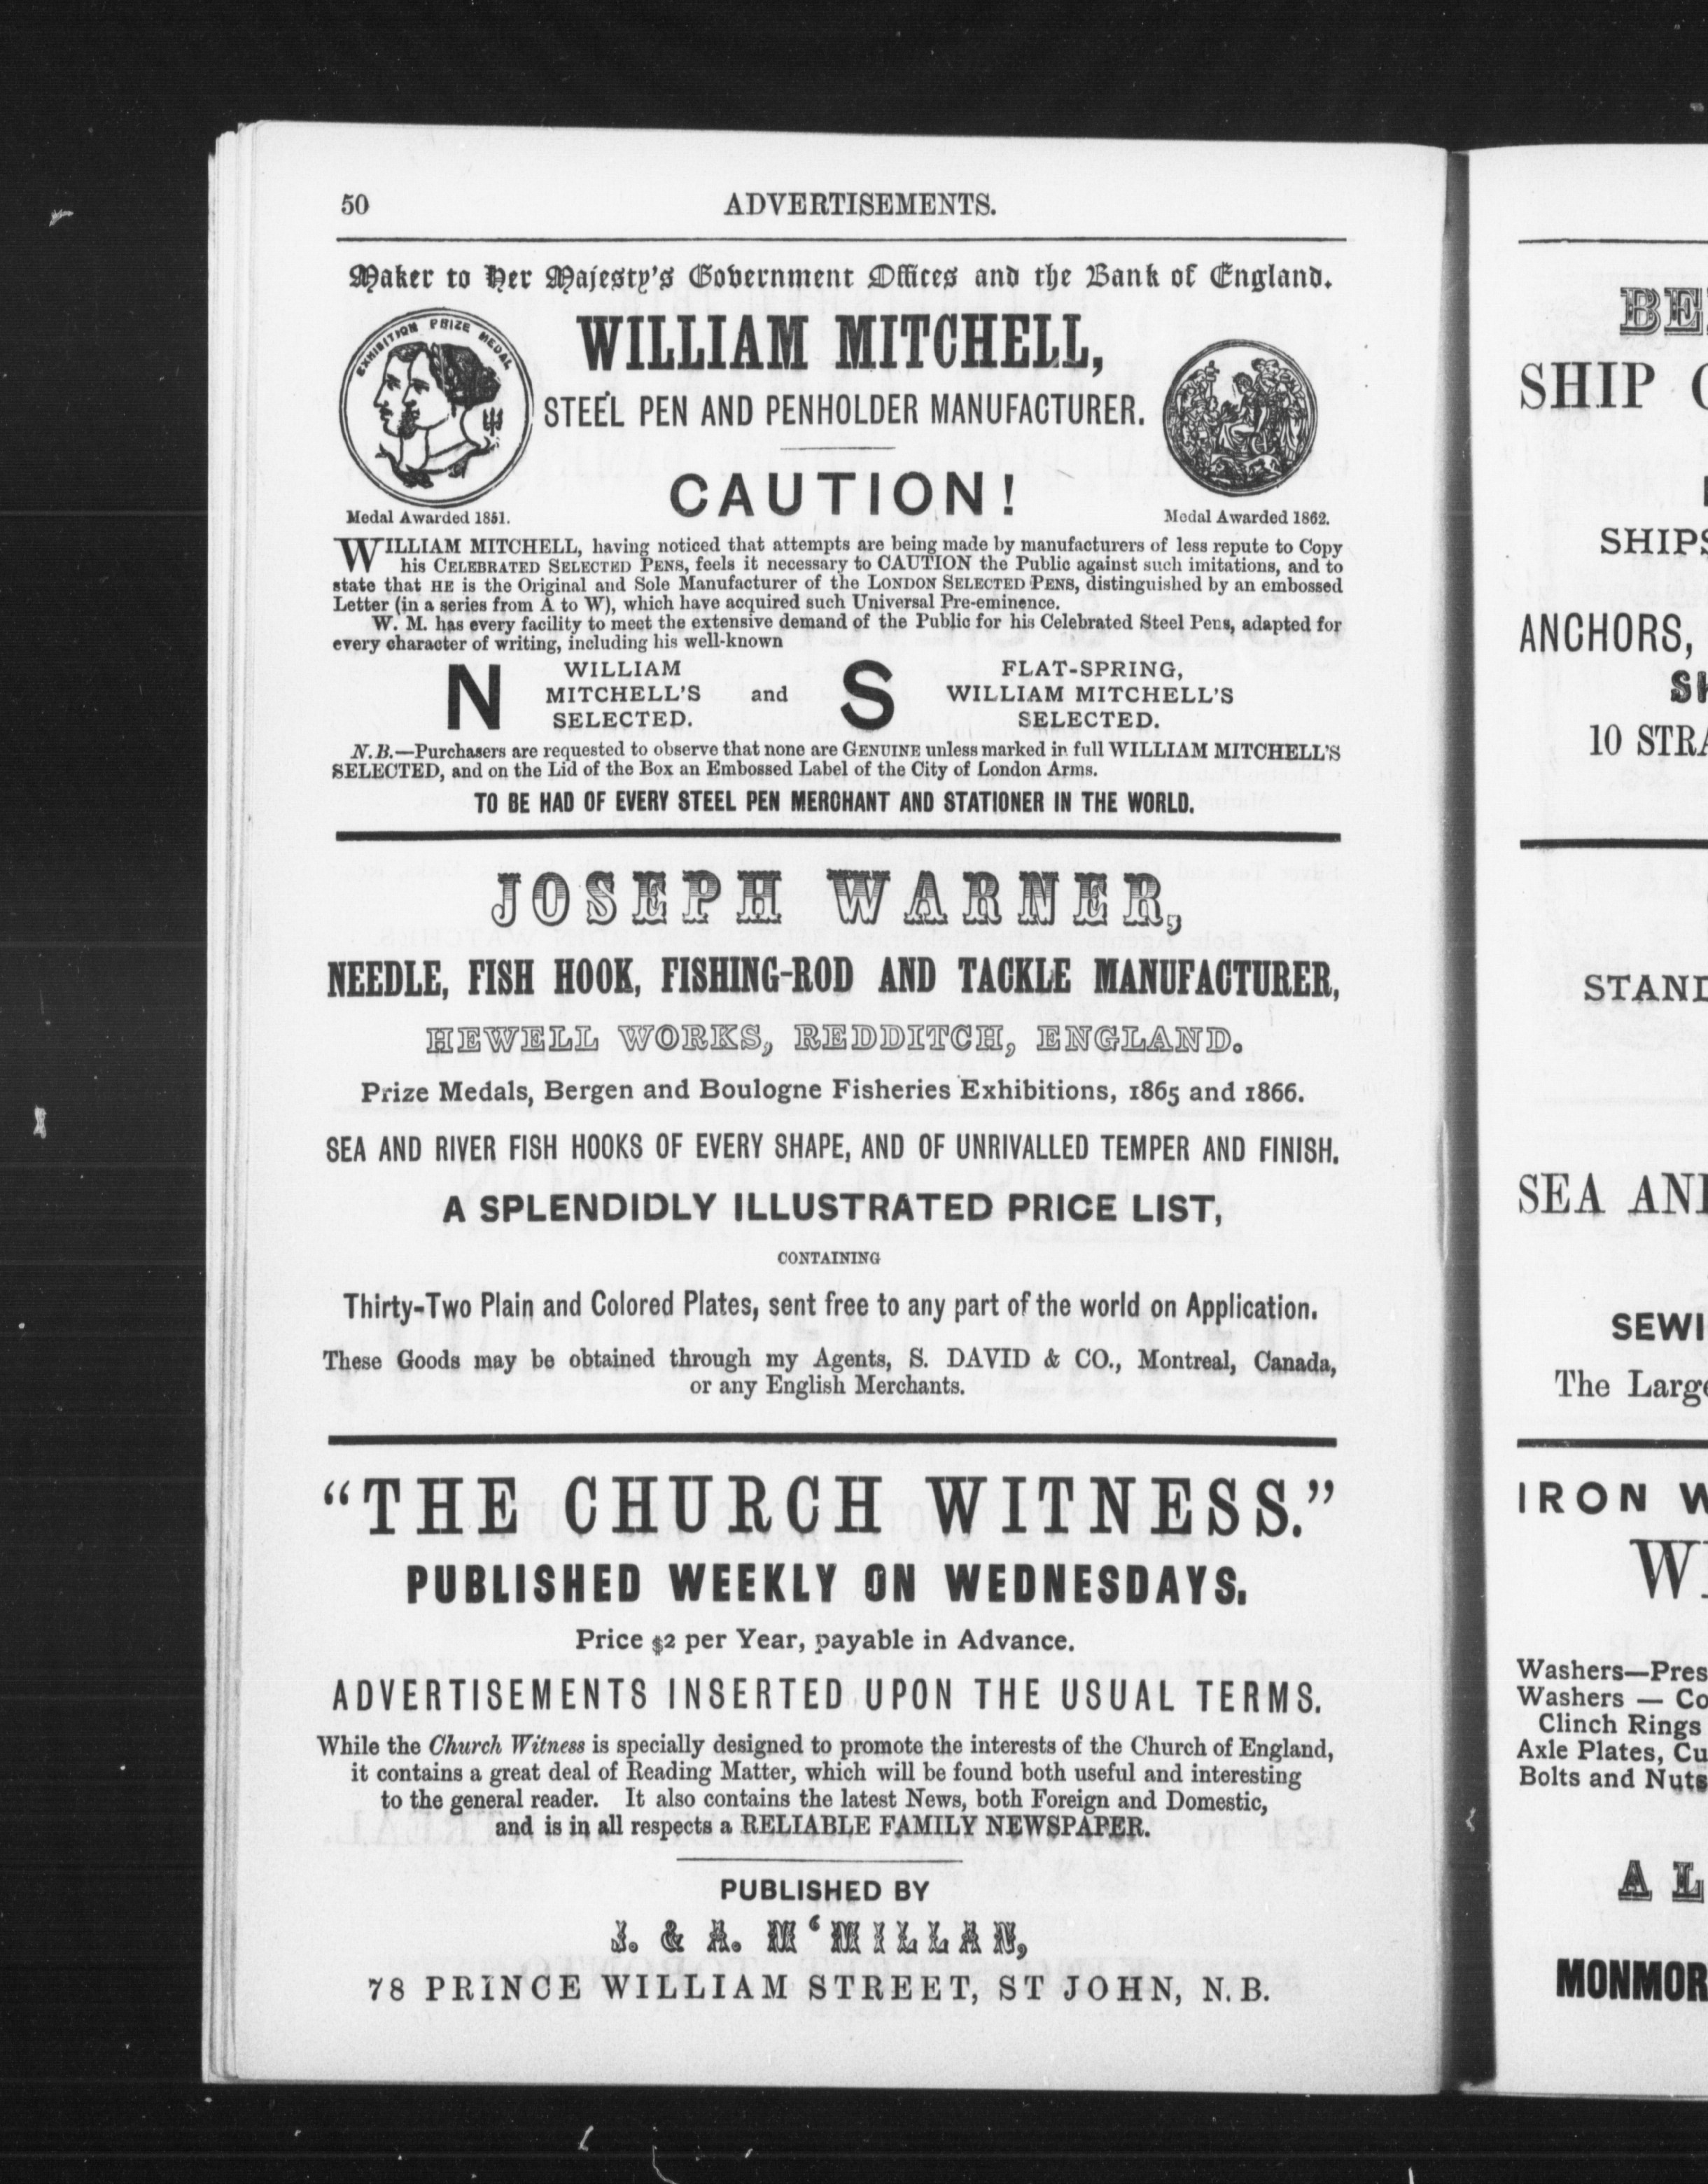 50
ADVERTISEMENTS.
Maker to Her Majesty's Government Offices and the Bank of England.
EXHIBITION PRIZE MEDAL
WILLIAM MITCHELL,
STEEL PEN AND PENHOLDER MANUFACTURER.
CAUTION!
Medal Awarded 1851.
Medal Awarded 1862.
WILLIAM MITCHELL, having noticed that attempts are being made by manufacturers of less repute to Copy
his CELEBRATED SELECTED PENS, feels it necessary to CAUTION the Public against such imitations, and to
state that HE is the Original and Sole Manufacturer of the LONDON SELECTED PENS, distinguished by an embossed
Letter (in a series from A to W), which have acquired such Universal Pre-eminence.
W. M. has every facility to meet the extensive demand of the Public for his Celebrated Steel Pens, adapted for
every character of writing, including his well-known
N WILLIAM MITCHELL'S SELECTED. and S FLAT-SPRING, WILLIAM MITCHELL'S SELECTED.
N.B.—Purchasers are requested to observe that none are GENUINE unless marked in full WILLIAM MITCHELL'S
SELECTED, and on the Lid of the Box an Embossed Label of the City of London Arms.
TO BE HAD OF EVERY STEEL PEN MERCHANT AND STATIONER IN THE WORLD.
JOSEPH WARNER,
NEEDLE, FISH HOOK, FISHING-ROD AND TACKLE MANUFACTURER,
HEWELL WORKS, REDDITCH, ENGLAND.
Prize Medals, Bergen and Boulogne Fisheries Exhibitions, 1865 and 1866.
SEA AND RIVER FISH HOOKS OF EVERY SHAPE, AND OF UNRIVALLED TEMPER AND FINISH.
A SPLENDIDLY ILLUSTRATED PRICE LIST,
CONTAINING
Thirty-Two Plain and Colored Plates, sent free to any part of the world on Application.
These Goods may be obtained through my Agents, S. DAVID & CO., Montreal, Canada,
or any English Merchants.
"THE CHURCH WITNESS."
PUBLISHED WEEKLY ON WEDNESDAYS.
Price $2 per Year, payable in Advance.
ADVERTISEMENTS INSERTED UPON THE USUAL TERMS.
While the Church Witness is specially designed to promote the interests of the Church of England,
it contains a great deal of Reading Matter, which will be found both useful and interesting
to the general reader. It also contains the latest News, both Foreign and Domestic,
and is in all respects a RELIABLE FAMILY NEWSPAPER.
PUBLISHED BY
J. & A. M‘MILLAN,
78 PRINCE WILLIAM STREET, ST JOHN, N.B.
SHIP
SHIPS
ANCHORS,
10
SEA
The
IRON
Washers—
Washers —
Clinch Rings
Axle Plates,
Bolts and Nuts